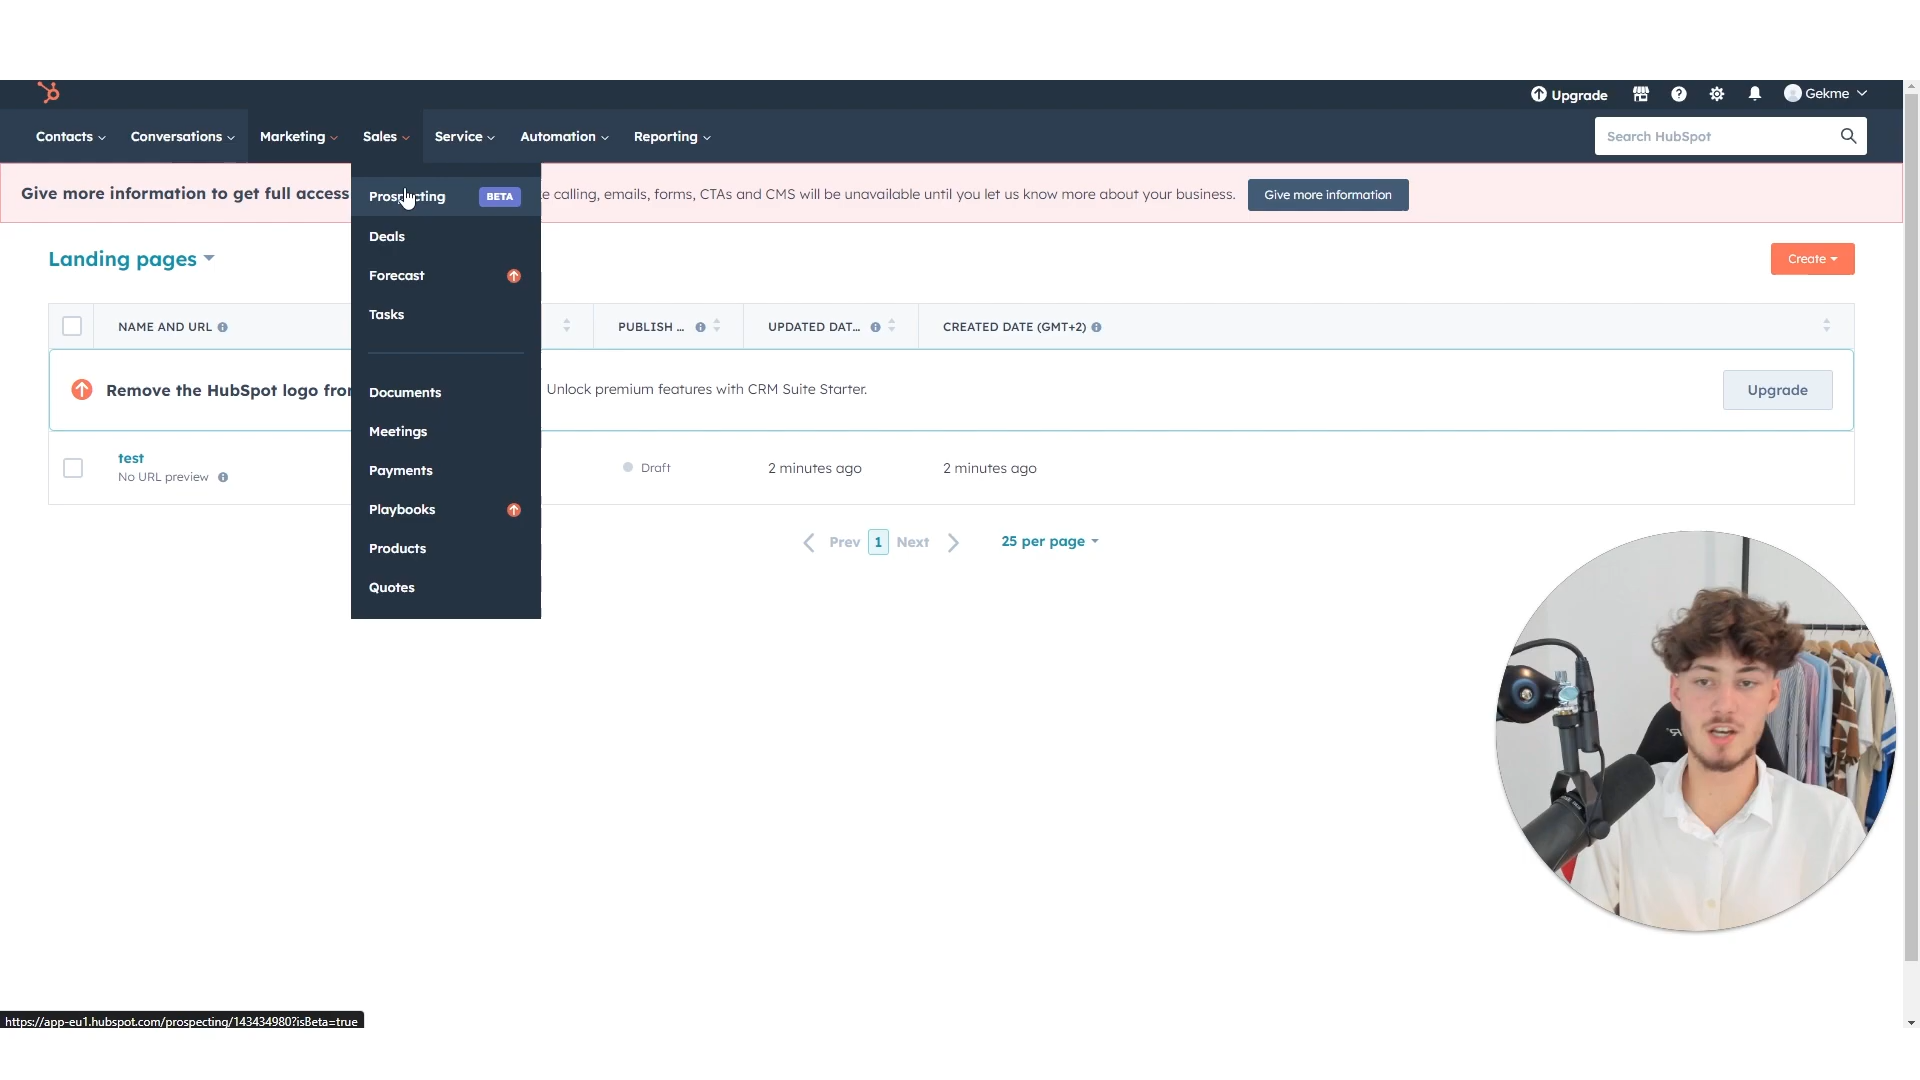 Upgrade
Gekme
Contacts
Conversations
Marketing
Sales
Service
Automation
Reporting
Search HubSpot
Give more information to get full access
Prospecting
BETA
calling, emails, forms, CTAs and CMS will be unavailable until you let us know more about your business.
Give more information
Deals
Forecast
Tasks
Documents
Meetings
Payments
Playbooks
Products
Quotes
Landing pages
Create
NAME AND URL
PUBLISH ...
UPDATED DAT...
CREATED DATE (GMT+2)
Remove the HubSpot logo
Unlock premium features with CRM Suite Starter.
Upgrade
test
No URL preview
Draft
2 minutes ago
2 minutes ago
Prev
1
Next
25 per page
https://app-eu1.hubspot.com/prospecting/143434980?isBeta=true